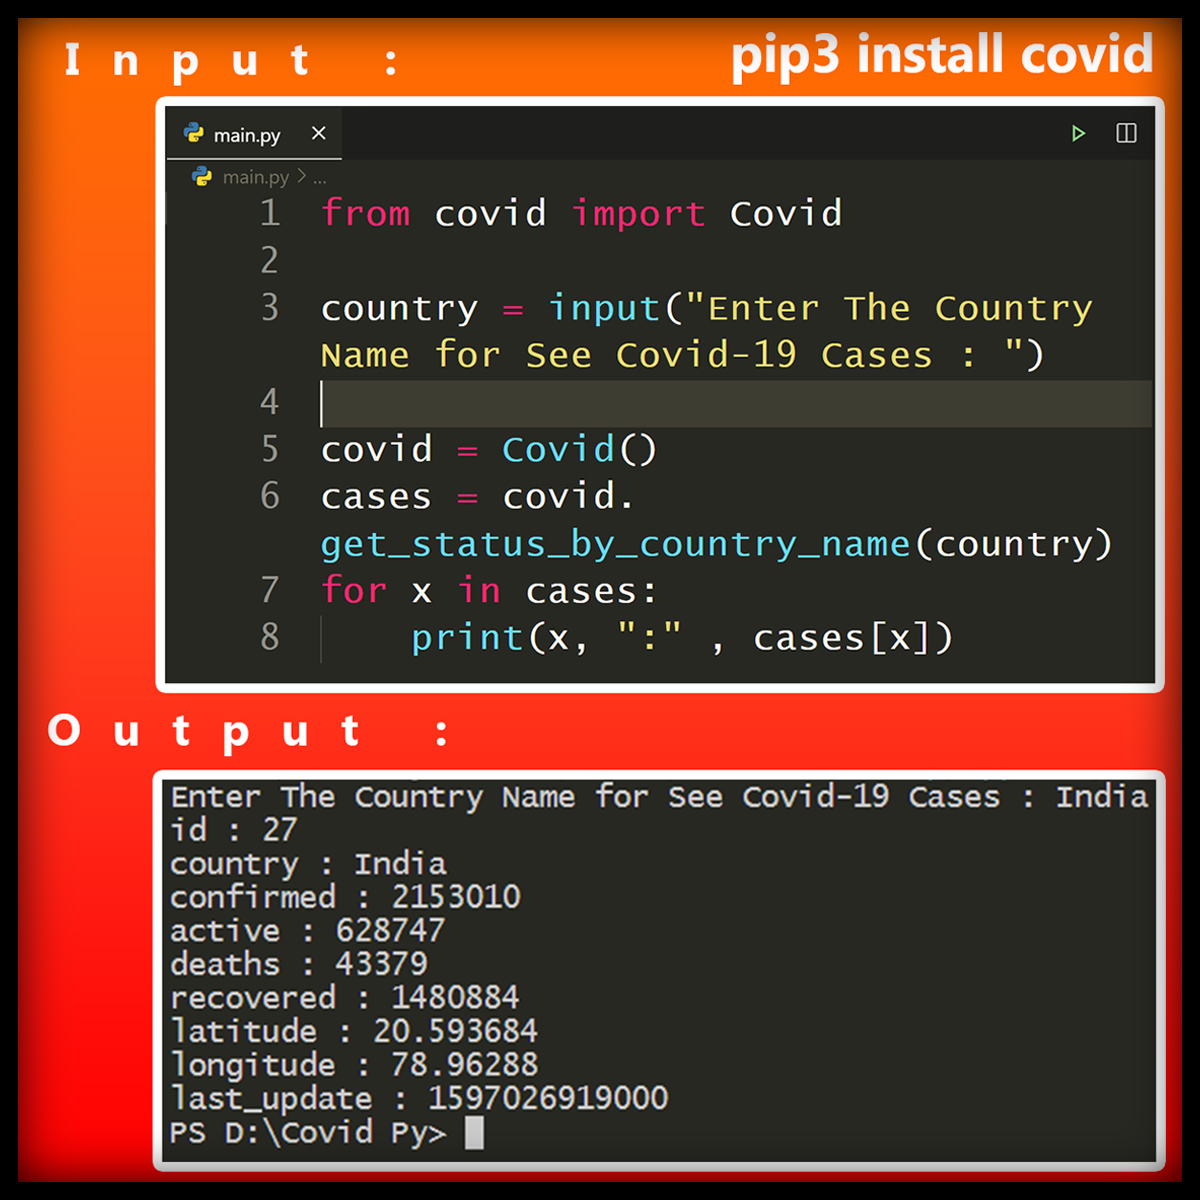 Input :
pip3 install covid
main.py
main.py > ...
1 from covid import Covid
2
3 country = input("Enter The Country
Name for See Covid-19 Cases : ")
4
5 covid = Covid()
6 cases = covid.
get_status_by_country_name(country)
7 for x in cases:
8 print(x, ":" , cases[x])
Output :
Enter The Country Name for See Covid-19 Cases : India
id : 27
country : India
confirmed : 2153010
active : 628747
deaths : 43379
recovered : 1480884
latitude : 20.593684
longitude : 78.96288
last_update : 1597026919000
PS D:\Covid Py>